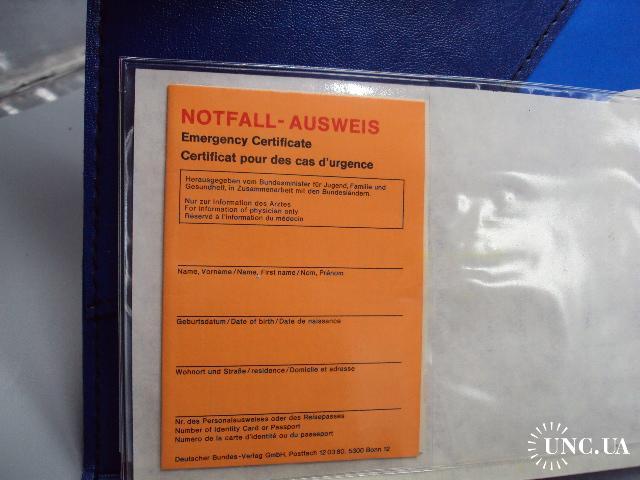 NOTFALL-AUSWEIS
Emergency Certificate
Certificat pour des cas d'urgence
Herausgegeben vom Bundesminister für Jugend, Familie und
Gesundheit, in Zusammenarbeit mit den Bundesländern.
Nur zur Information des Arztes
For information of physician only
Réservé à l'information du médecin
Name, Vorname/Name, First name/Nom, Prénom
Geburtsdatum/Date of birth/Date de naissance
Wohnort und Straße/residence/Domicile et adresse
Nr. des Personalausweises oder des Reisepasses
Number of Identity Card or Passport
Numéro de la carte d'identité ou du passeport
Deutscher Bundes-Verlag GmbH, Postfach 12 03 80, 5300 Bonn 12
UNC.UA